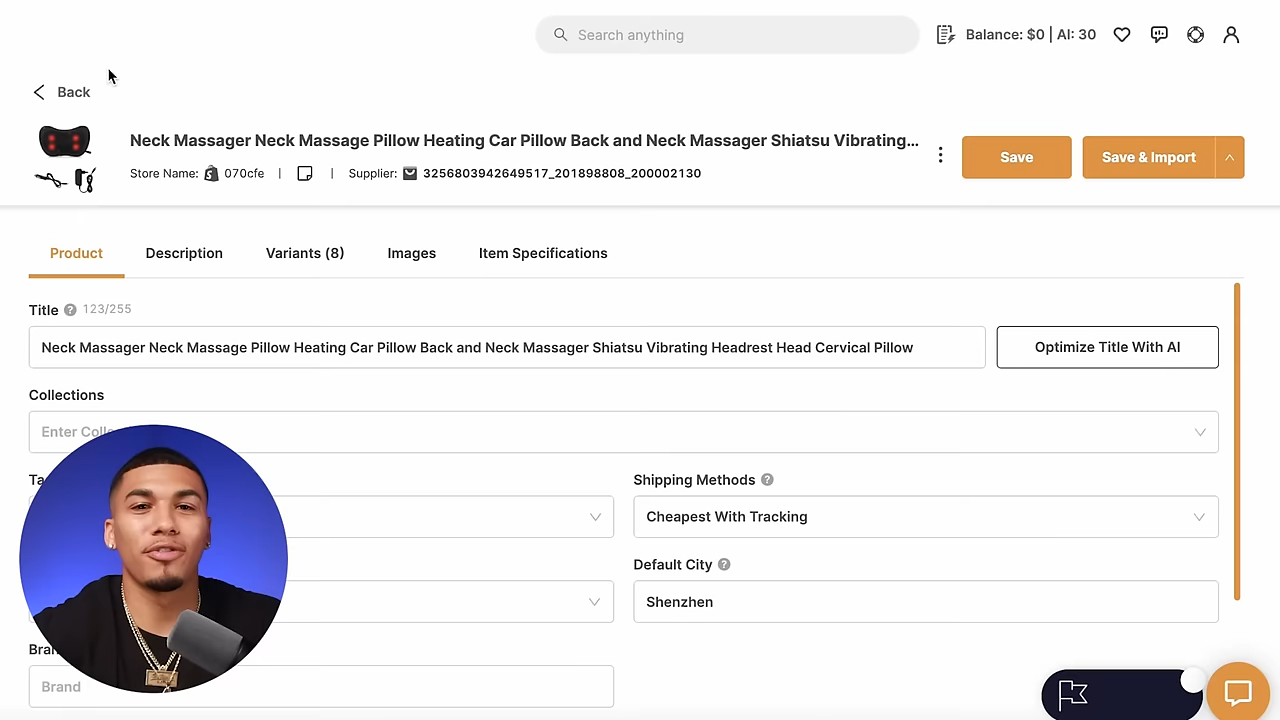 Search anything
Balance: $0 | AI: 30
Back
Neck Massager Neck Massage Pillow Heating Car Pillow Back and Neck Massager Shiatsu Vibrating...
Store Name: 070cfe | | Supplier: 3256803942649517_201898808_200002130
Save
Save & Import
Product
Description
Variants (8)
Images
Item Specifications
Title 123/255
Neck Massager Neck Massage Pillow Heating Car Pillow Back and Neck Massager Shiatsu Vibrating Headrest Head Cervical Pillow
Optimize Title With AI
Collections
Enter
Shipping Methods
Cheapest With Tracking
Default City
Shenzhen
Brand